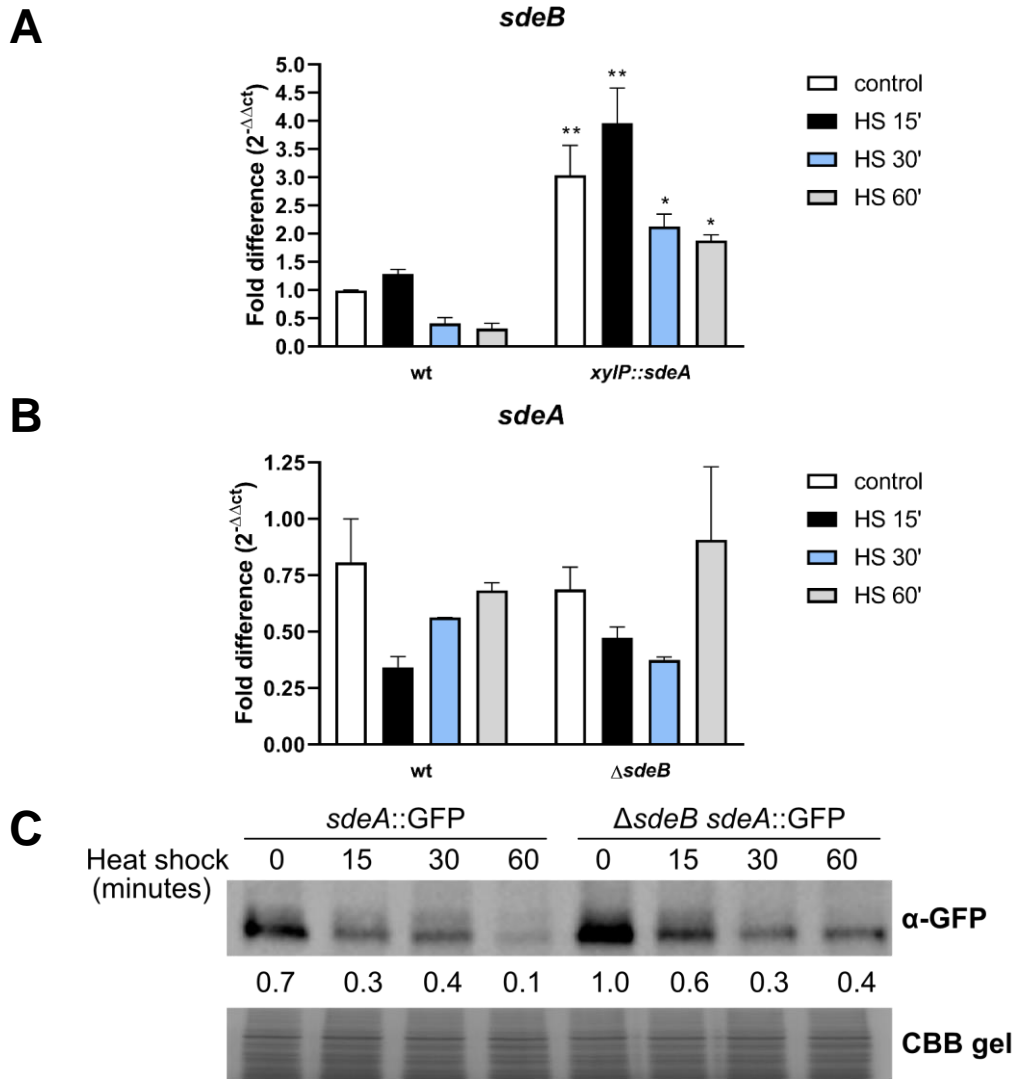 A
sdeB
Fold difference (2^-ΔΔct)
5.0
4.5
4.0
3.5
3.0
2.5
2.0
1.5
1.0
0.5
0.0
**
**
*
*
wt
xylP::sdeA
control
HS 15'
HS 30'
HS 60'
B
sdeA
Fold difference (2^-ΔΔct)
1.25
1.00
0.75
0.50
0.25
0.00
wt
ΔsdeB
control
HS 15'
HS 30'
HS 60'
C
sdeA::GFP ΔsdeB sdeA::GFP
Heat shock 0 15 30 60 0 15 30 60
(minutes)
α-GFP
0.7 0.3 0.4 0.1 1.0 0.6 0.3 0.4
CBB gel